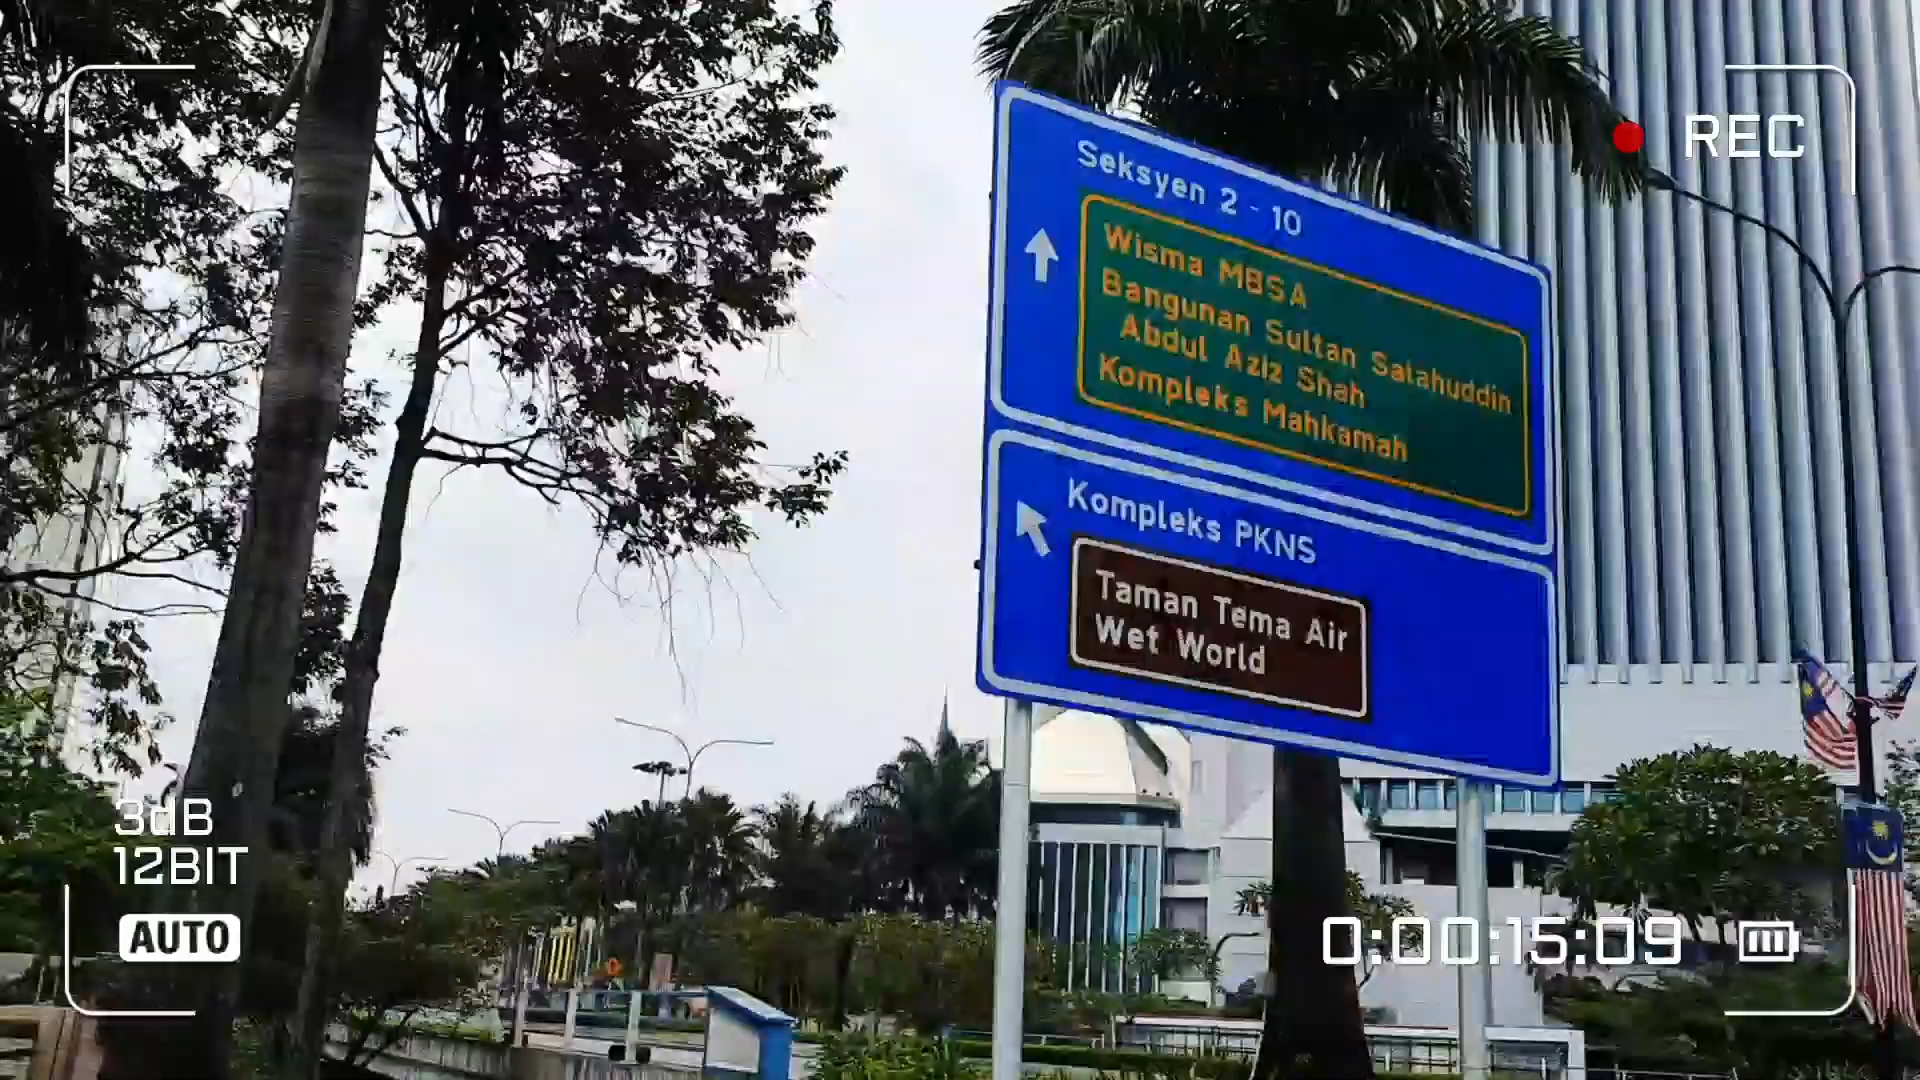 REC
Seksyen 2 - 10
Wisma MBSA
Bangunan Sultan Salahuddin
Abdul Aziz Shah
Kompleks Mahkamah
Kompleks PKNS
Taman Tema Air
Wet World
3dB
12BIT
AUTO
0:00:15:09